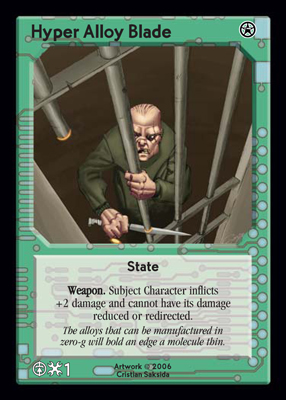 Hyper Alloy Blade
State
Weapon. Subject Character inflicts
+2 damage and cannot have its damage
reduced or redirected.
The alloys that can be manufactured in
zero-g will hold an edge a molecule thin.
1
Artwork © 2006
Cristian Saksida